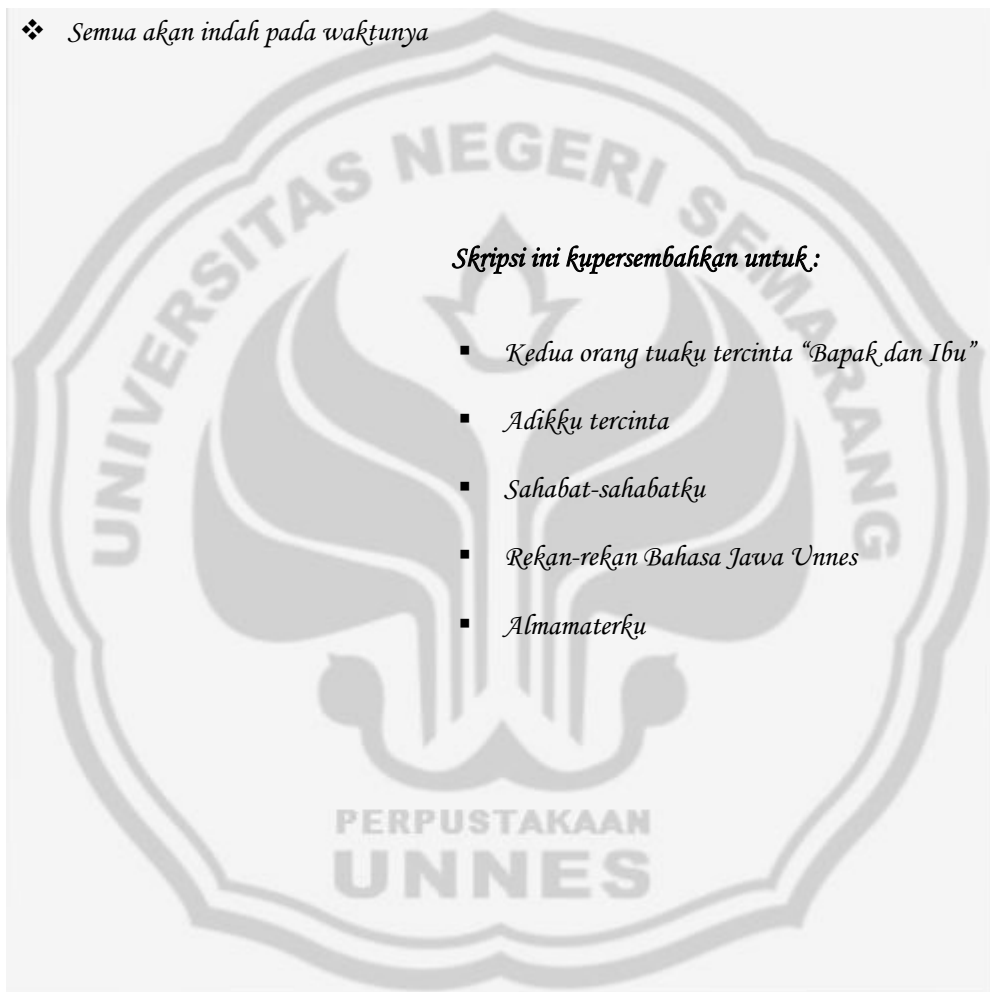 ❖ Semua akan indah pada waktunya
UNIVERSITAS NEGERI SEMARANG
Skripsi ini kupersembahkan untuk :
▪ Kedua orang tuaku tercinta “Bapak dan Ibu”
▪ Adikku tercinta
▪ Sahabat-sahabatku
▪ Rekan-rekan Bahasa Jawa Unnes
▪ Almamaterku
PERPUSTAKAAN
UNNES